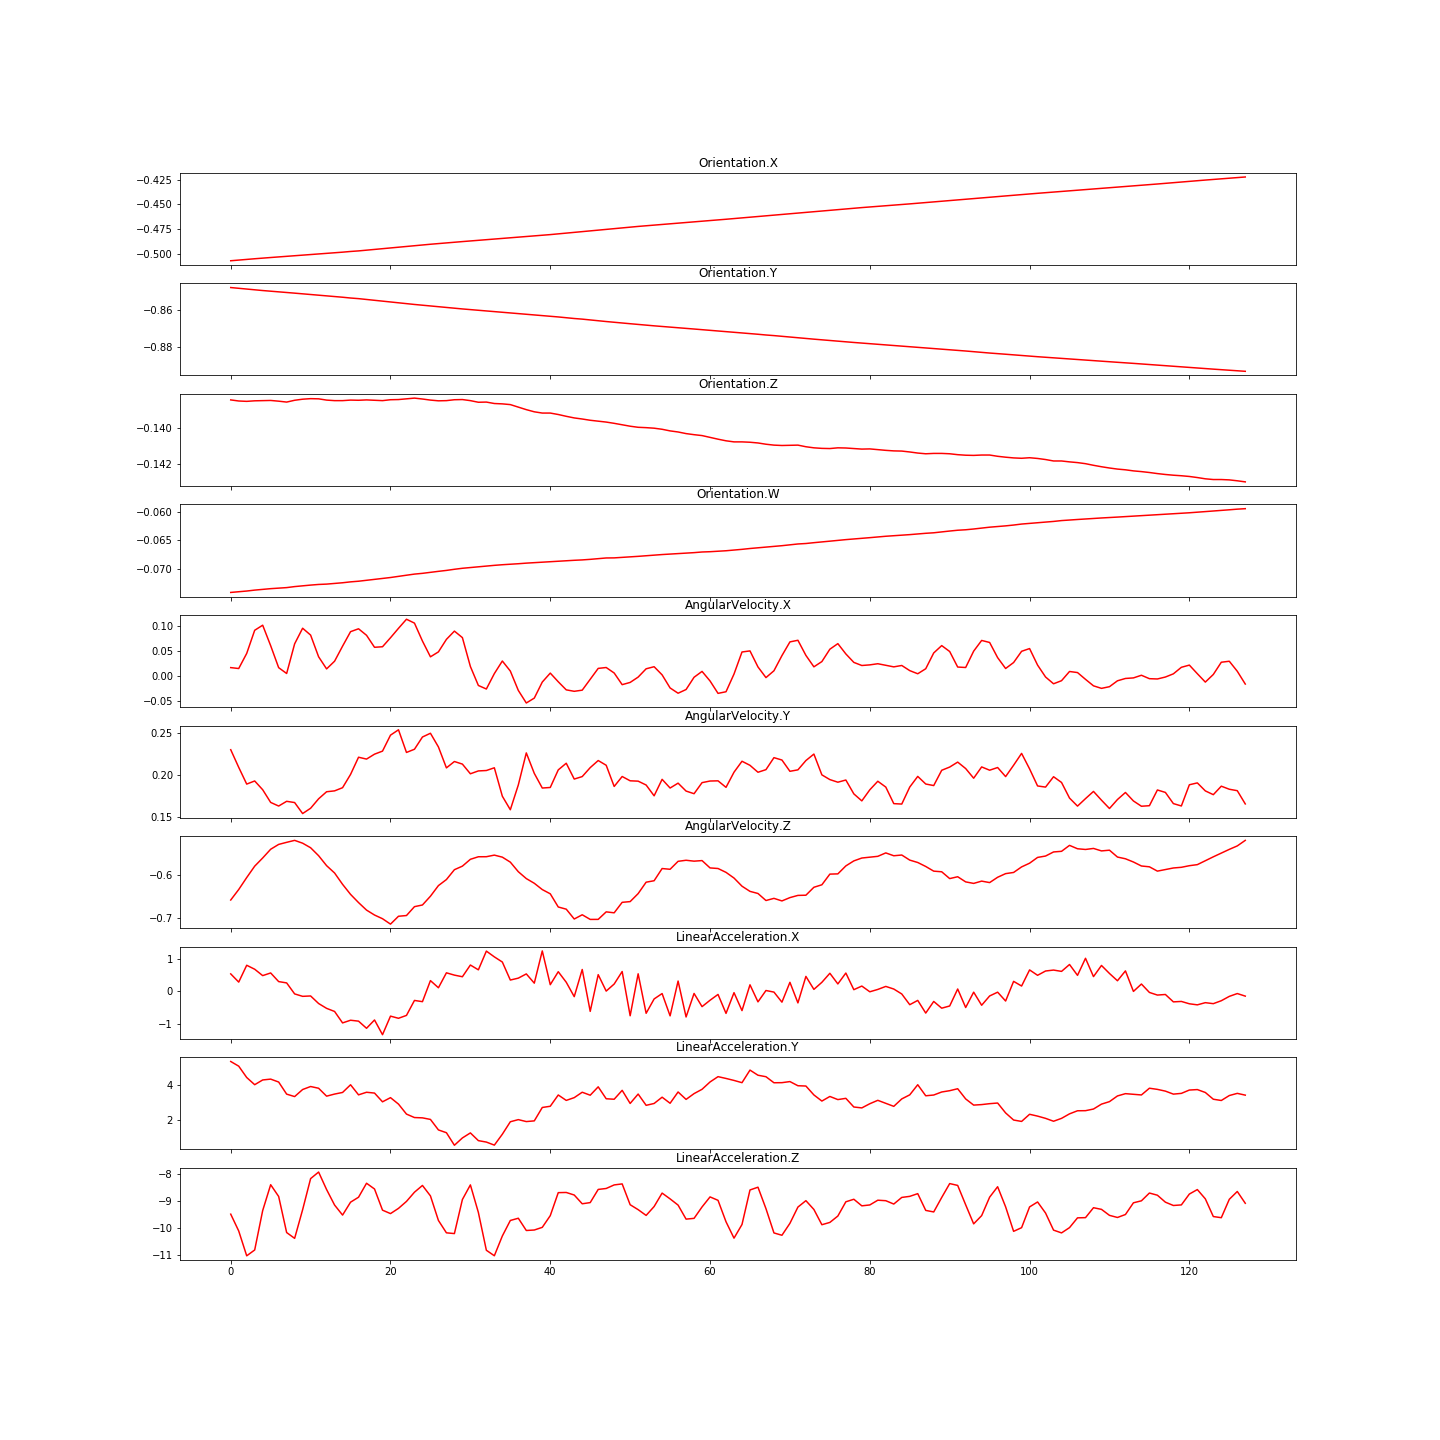 Orientation.X
−0.425
−0.450
−0.475
−0.500
Orientation.Y
−0.86
−0.88
Orientation.Z
−0.140
−0.142
Orientation.W
−0.060
−0.065
−0.070
AngularVelocity.X
0.10
0.05
0.00
−0.05
AngularVelocity.Y
0.25
0.20
0.15
AngularVelocity.Z
−0.6
−0.7
LinearAcceleration.X
1
0
−1
LinearAcceleration.Y
4
2
LinearAcceleration.Z
−8
−9
−10
−11
0 20 40 60 80 100 120